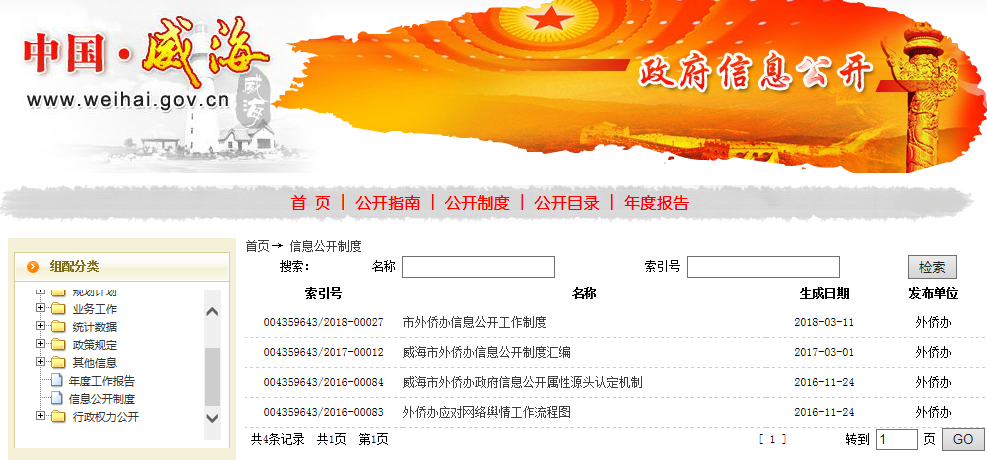 中国·威海
www.weihai.gov.cn
威海
政府信息公开
首 页 | 公开指南 | 公开制度 | 公开目录 | 年度报告
组配分类
规划计划
业务工作
统计数据
政策规定
其他信息
年度工作报告
信息公开制度
行政权力公开
首页→ 信息公开制度
搜索: 名称 索引号 检索
索引号 名称 生成日期 发布单位
004359643/2018-00027 市外侨办信息公开工作制度 2018-03-11 外侨办
004359643/2017-00012 威海市外侨办信息公开制度汇编 2017-03-01 外侨办
004359643/2016-00084 威海市外侨办政府信息公开属性源头认定机制 2016-11-24 外侨办
004359643/2016-00083 外侨办应对网络舆情工作流程图 2016-11-24 外侨办
共4条记录 共1页 第1页 [ 1 ] 转到 1 页 GO